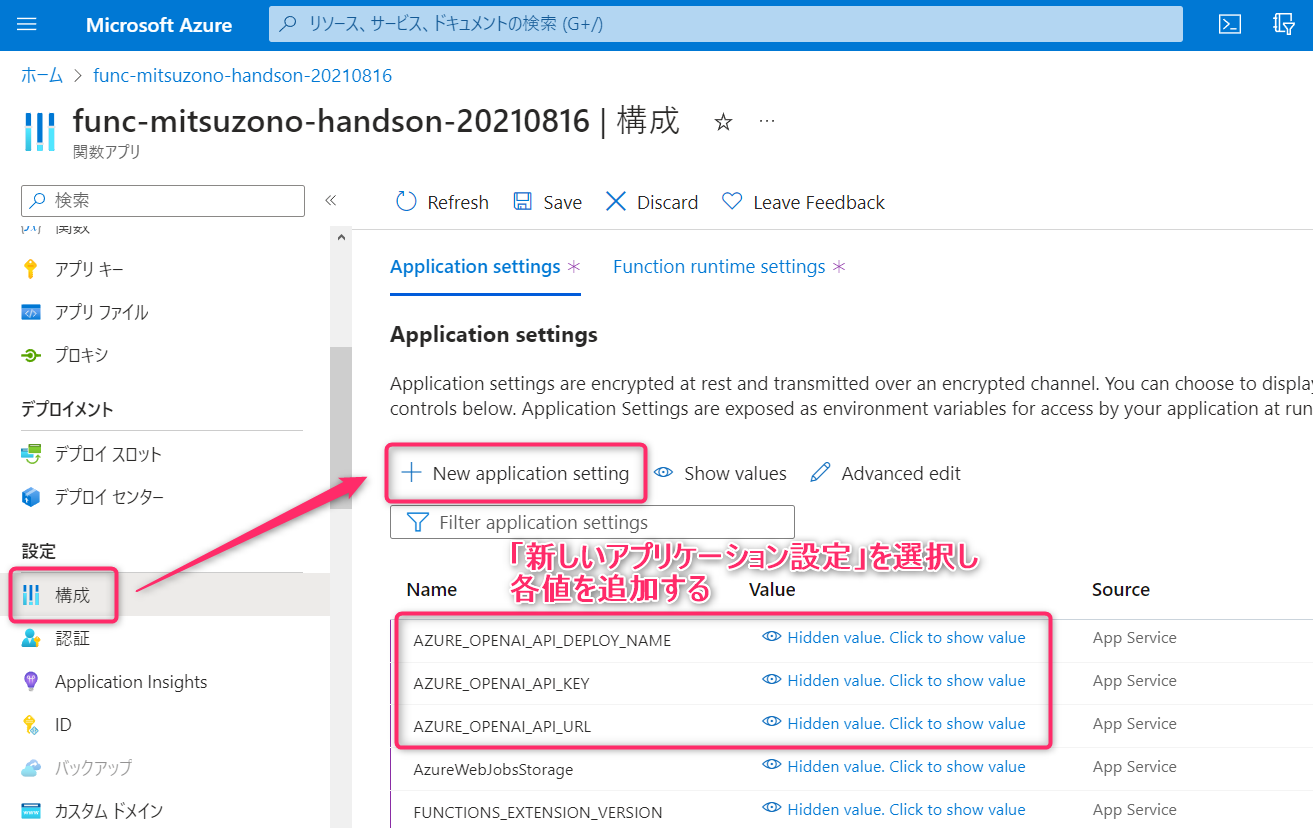 Microsoft Azure
リソース、サービス、ドキュメントの検索 (G+/)
ホーム > func-mitsuzono-handson-20210816
func-mitsuzono-handson-20210816 | 構成
関数アプリ
検索
«
関数
アプリ キー
アプリ ファイル
プロキシ
デプロイメント
デプロイ スロット
デプロイ センター
設定
構成
認証
Application Insights
ID
バックアップ
カスタム ドメイン
Refresh Save Discard Leave Feedback
Application settings * Function runtime settings *
Application settings
Application settings are encrypted at rest and transmitted over an encrypted channel. You can choose to displa
controls below. Application Settings are exposed as environment variables for access by your application at run
New application setting Show values Advanced edit
Filter application settings
「新しいアプリケーション設定」を選択し
各値を追加する
Name Value Source
AZURE_OPENAI_API_DEPLOY_NAME Hidden value. Click to show value App Service
AZURE_OPENAI_API_KEY Hidden value. Click to show value App Service
AZURE_OPENAI_API_URL Hidden value. Click to show value App Service
AzureWebJobsStorage Hidden value. Click to show value App Service
FUNCTIONS_EXTENSION_VERSION Hidden value. Click to show value App Service